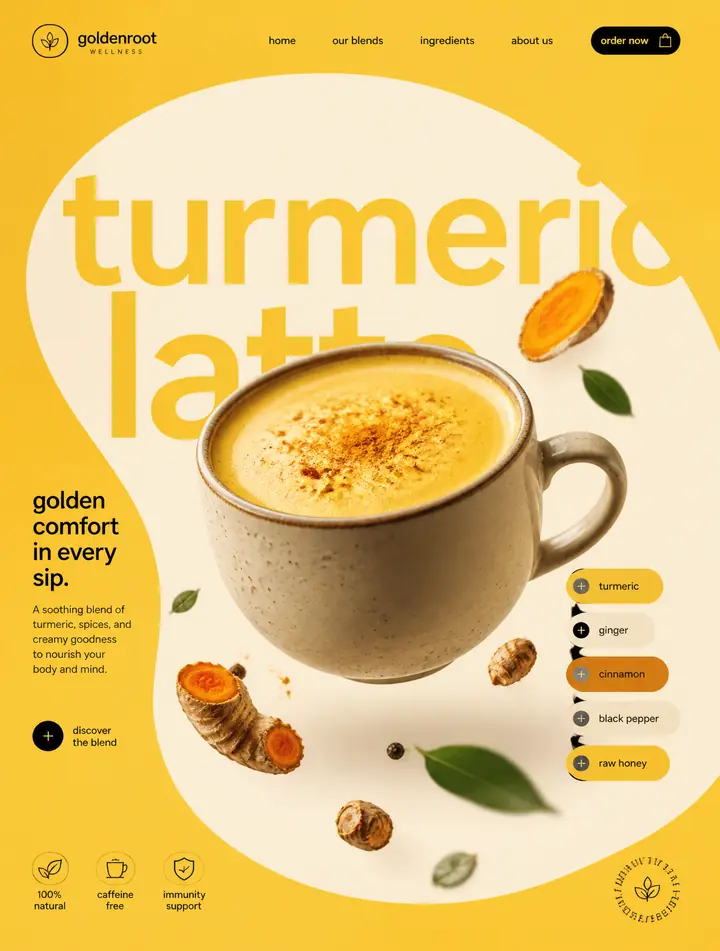 goldenroot
WELLNESS
home
our blends
ingredients
about us
order now
turmeric
latte
golden
comfort
in every
sip.
A soothing blend of
turmeric, spices, and
creamy goodness
to nourish your
body and mind.
discover
the blend
turmeric
ginger
cinnamon
black pepper
raw honey
100%
natural
caffeine
free
immunity
support